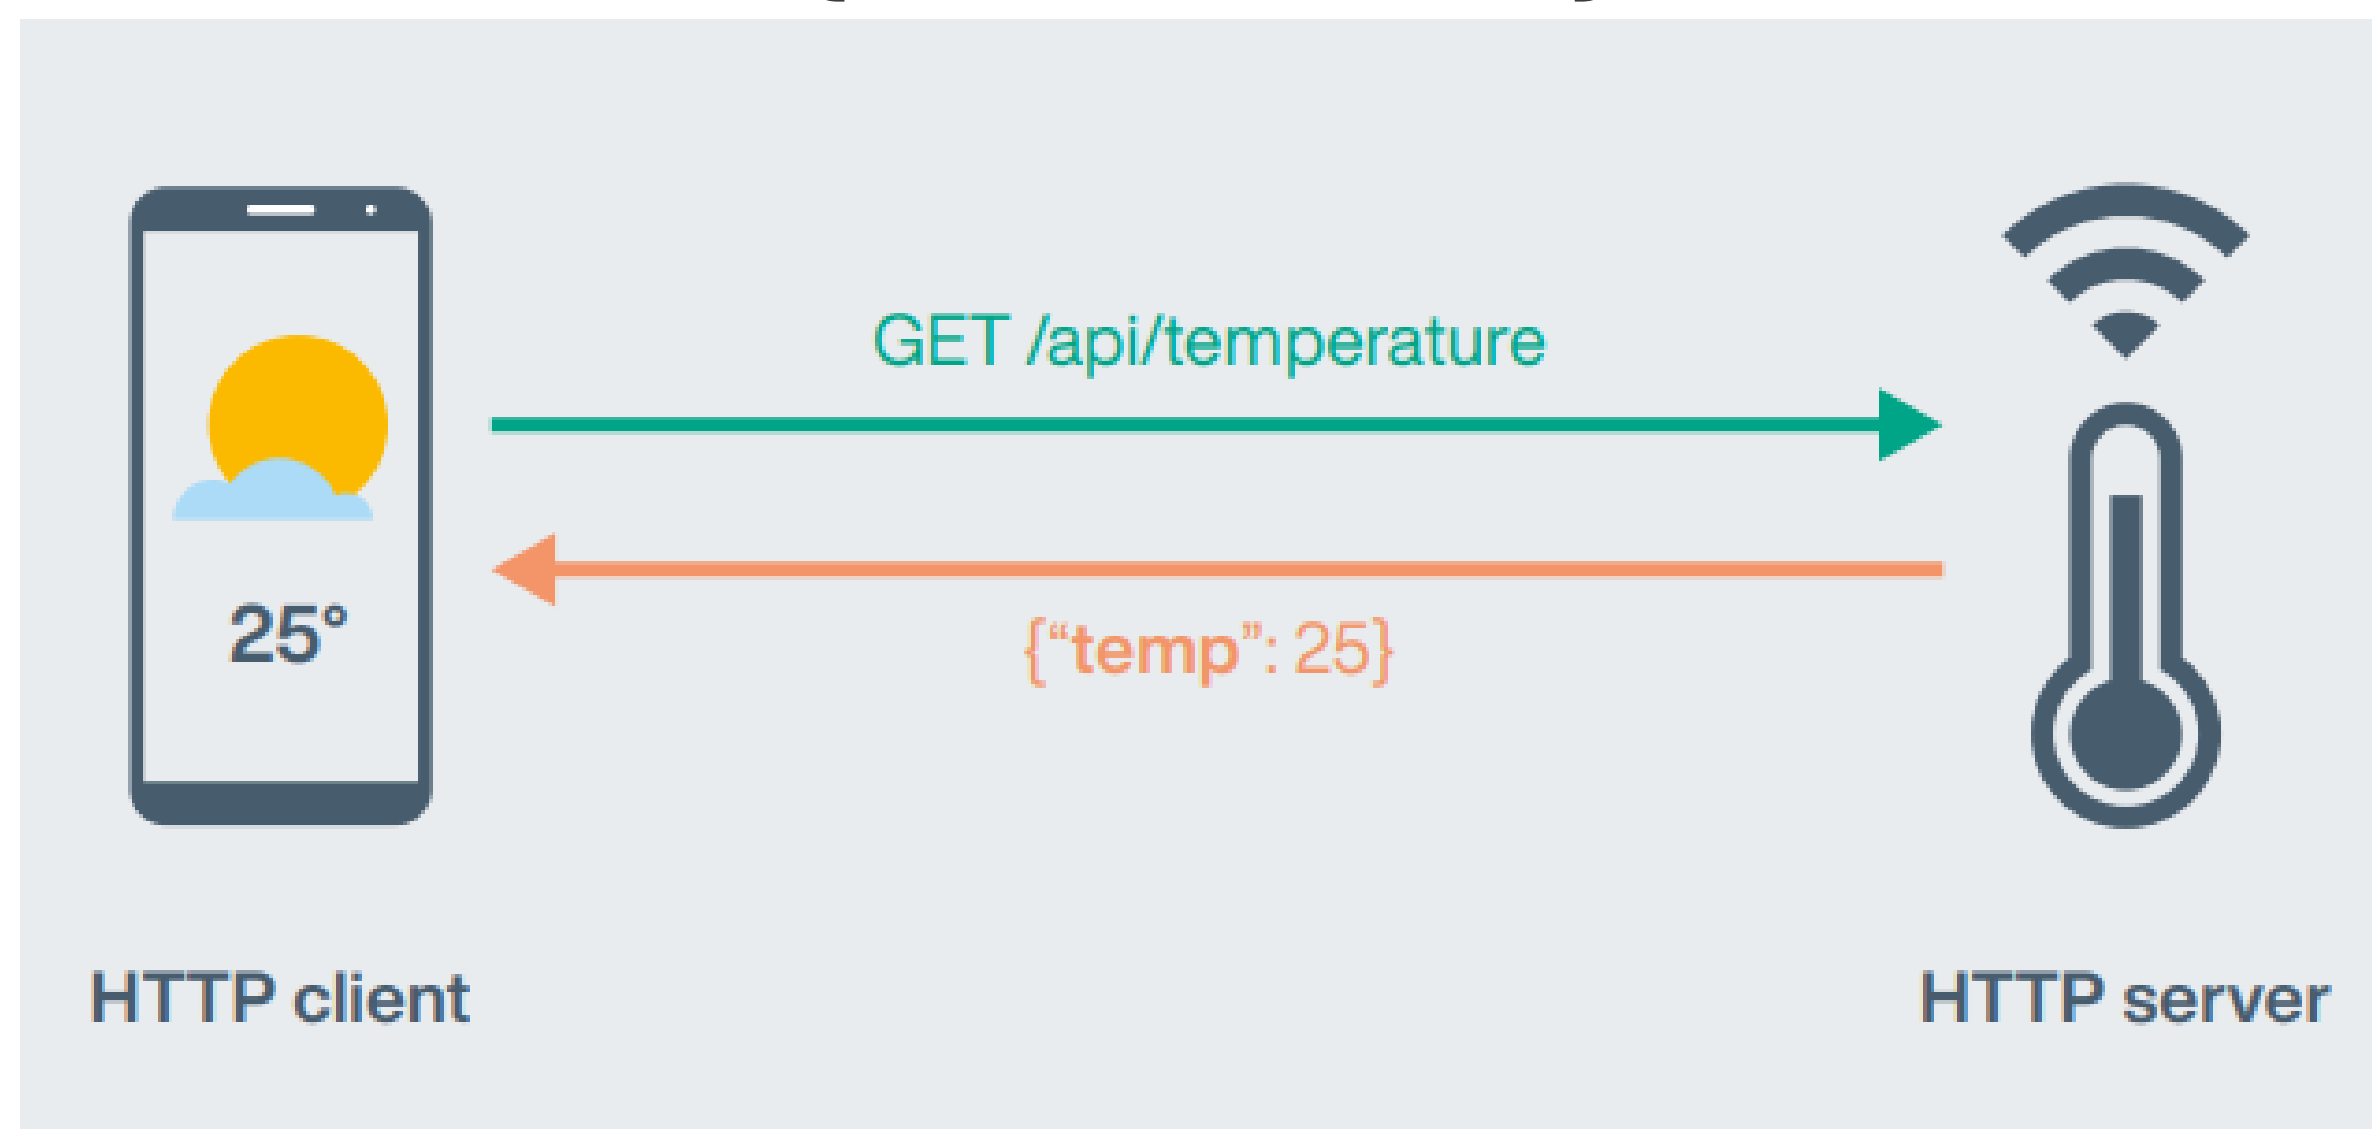 GET /api/temperature
25°
{“temp”: 25}
HTTP client
HTTP server